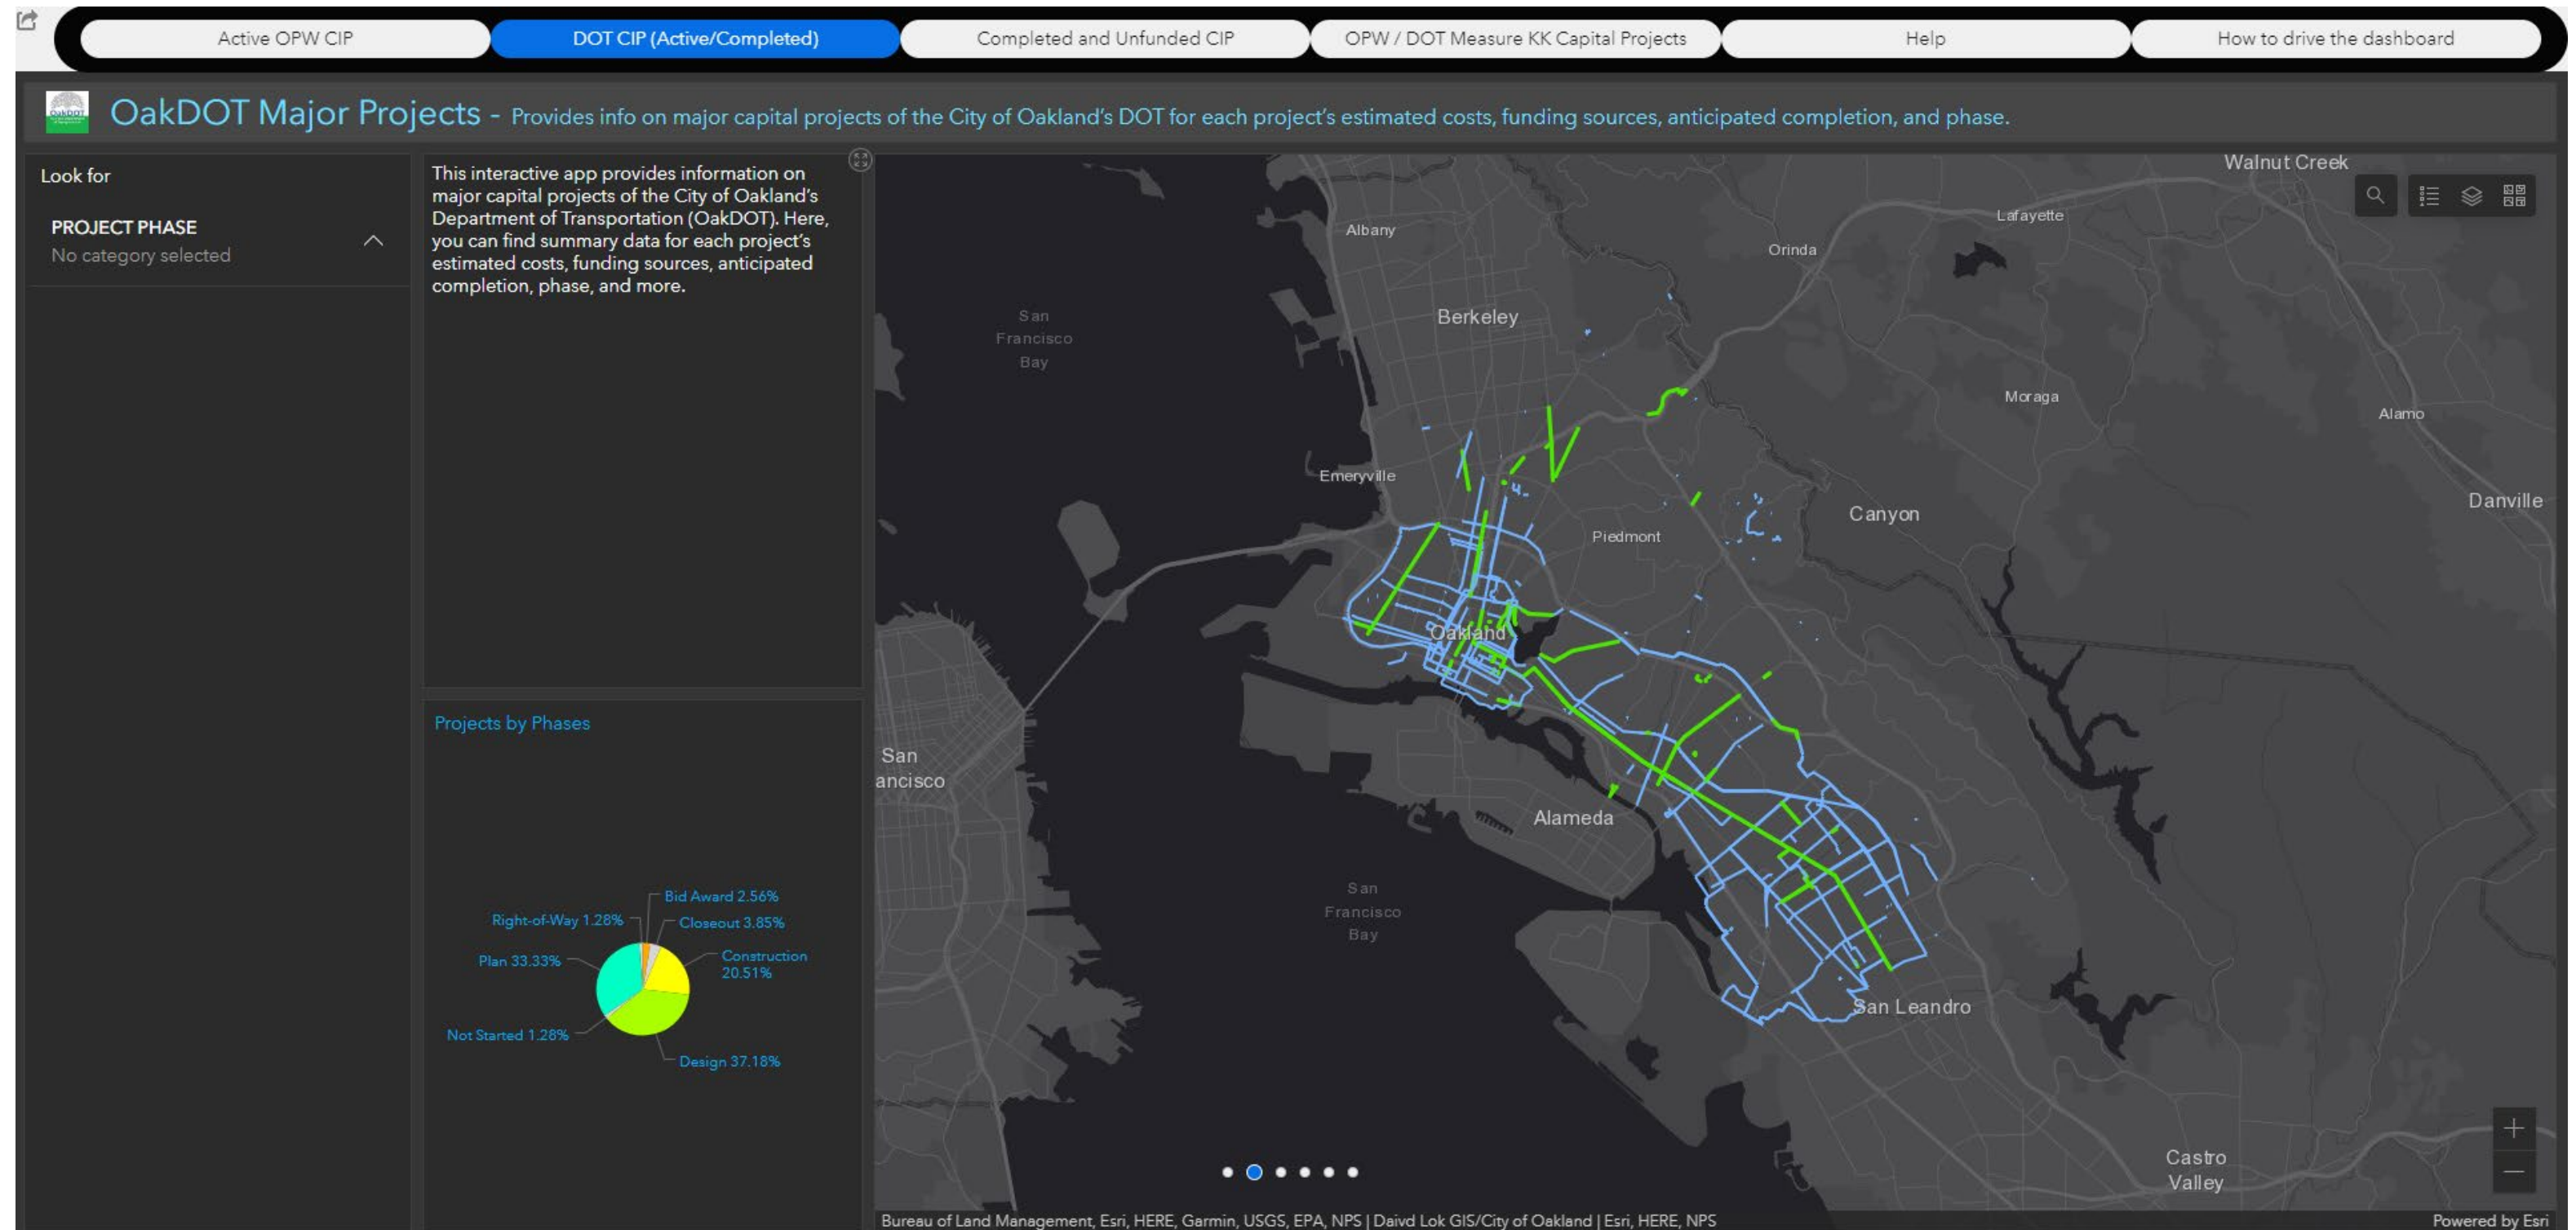 Active OPW CIP
DOT CIP (Active/Completed)
Completed and Unfunded CIP
OPW / DOT Measure KK Capital Projects
Help
How to drive the dashboard
OakDOT Major Projects - Provides info on major capital projects of the City of Oakland's DOT for each project's estimated costs, funding sources, anticipated completion, and phase.
Look for
PROJECT PHASE
No category selected
This interactive app provides information on
major capital projects of the City of Oakland's
Department of Transportation (OakDOT). Here,
you can find summary data for each project's
estimated costs, funding sources, anticipated
completion, phase, and more.
Projects by Phases
Bid Award 2.56%
Right-of-Way 1.28%
Closeout 3.85%
Plan 33.33%
Construction
20.51%
Not Started 1.28%
Design 37.18%
Walnut Creek
Lafayette
Albany
Orinda
San
Francisco
Bay
Berkeley
Moraga
Alamo
Emeryville
Danville
Canyon
Piedmont
Oakland
San
ancisco
Alameda
San
Francisco
Bay
San Leandro
Castro
Valley
Bureau of Land Management, Esri, HERE, Garmin, USGS, EPA, NPS | Daivd Lok GIS/City of Oakland | Esri, HERE, NPS
Powered by Esri